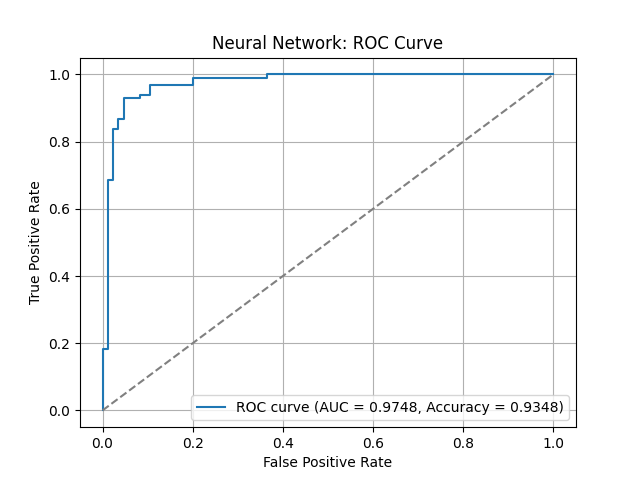 Neural Network: ROC Curve
True Positive Rate
1.0
0.8
0.6
0.4
0.2
0.0
ROC curve (AUC = 0.9748, Accuracy = 0.9348)
0.0 0.2 0.4 0.6 0.8 1.0
False Positive Rate